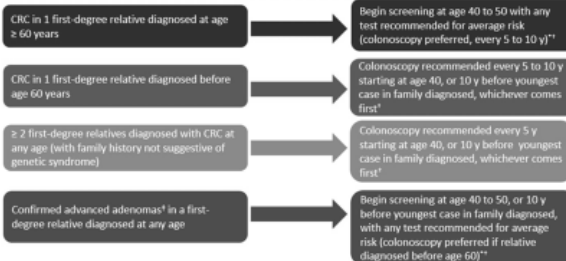 CRC in 1 first-degree relative diagnosed at age
≥ 60 years
Begin screening at age 40 to 50 with any
test recommended for average risk
(colonoscopy preferred, every 5 to 10 y)*†
CRC in 1 first-degree relative diagnosed before
age 60 years
Colonoscopy recommended every 5 to 10 y
starting at age 40, or 10 y before youngest
case in family diagnosed, whichever comes
first†
≥ 2 first-degree relatives diagnosed with CRC at
any age (with family history not suggestive of
genetic syndrome)
Colonoscopy recommended every 5 y
starting at age 40, or 10 y before youngest
case in family diagnosed, whichever comes
first†
Confirmed advanced adenomas‡ in a first-
degree relative diagnosed at any age
Begin screening at age 40 to 50, or 10 y
before youngest case in family diagnosed,
with any test recommended for average
risk (colonoscopy preferred if relative
diagnosed before age 60)*†